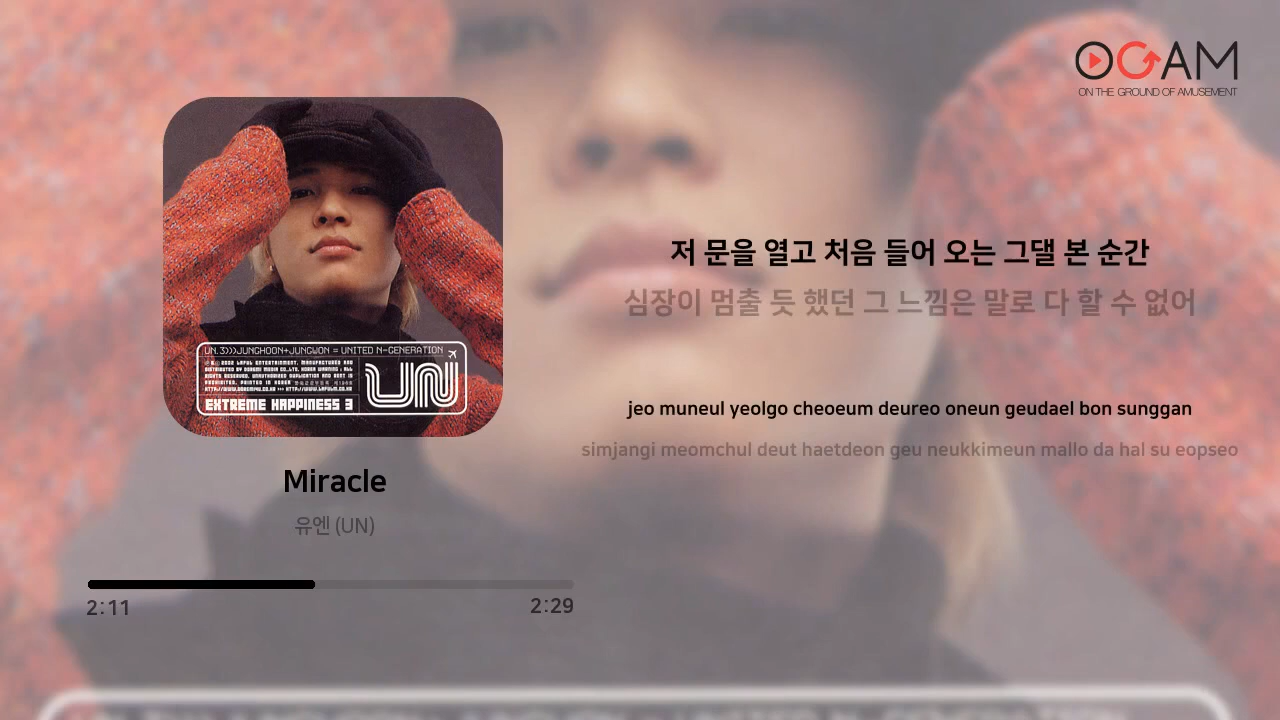 OGAM
ON THE GROUND OF AMUSEMENT
저 문을 열고 처음 들어 오는 그댈 본 순간
심장이 멈출 듯 했던 그 느낌은 말로 다 할 수 없어
jeo muneul yeolgo cheoeum deureo oneun geudael bon sunggan
simjangi meomchul deut haetdeon geu neukkimeun mallo da hal su eopseo
UN.3)))JUNGHOON+JUNGWON = UNITED N-GENERATION
UN
EXTREME HAPPINESS 3
Miracle
유엔 (UN)
2:11
2:29